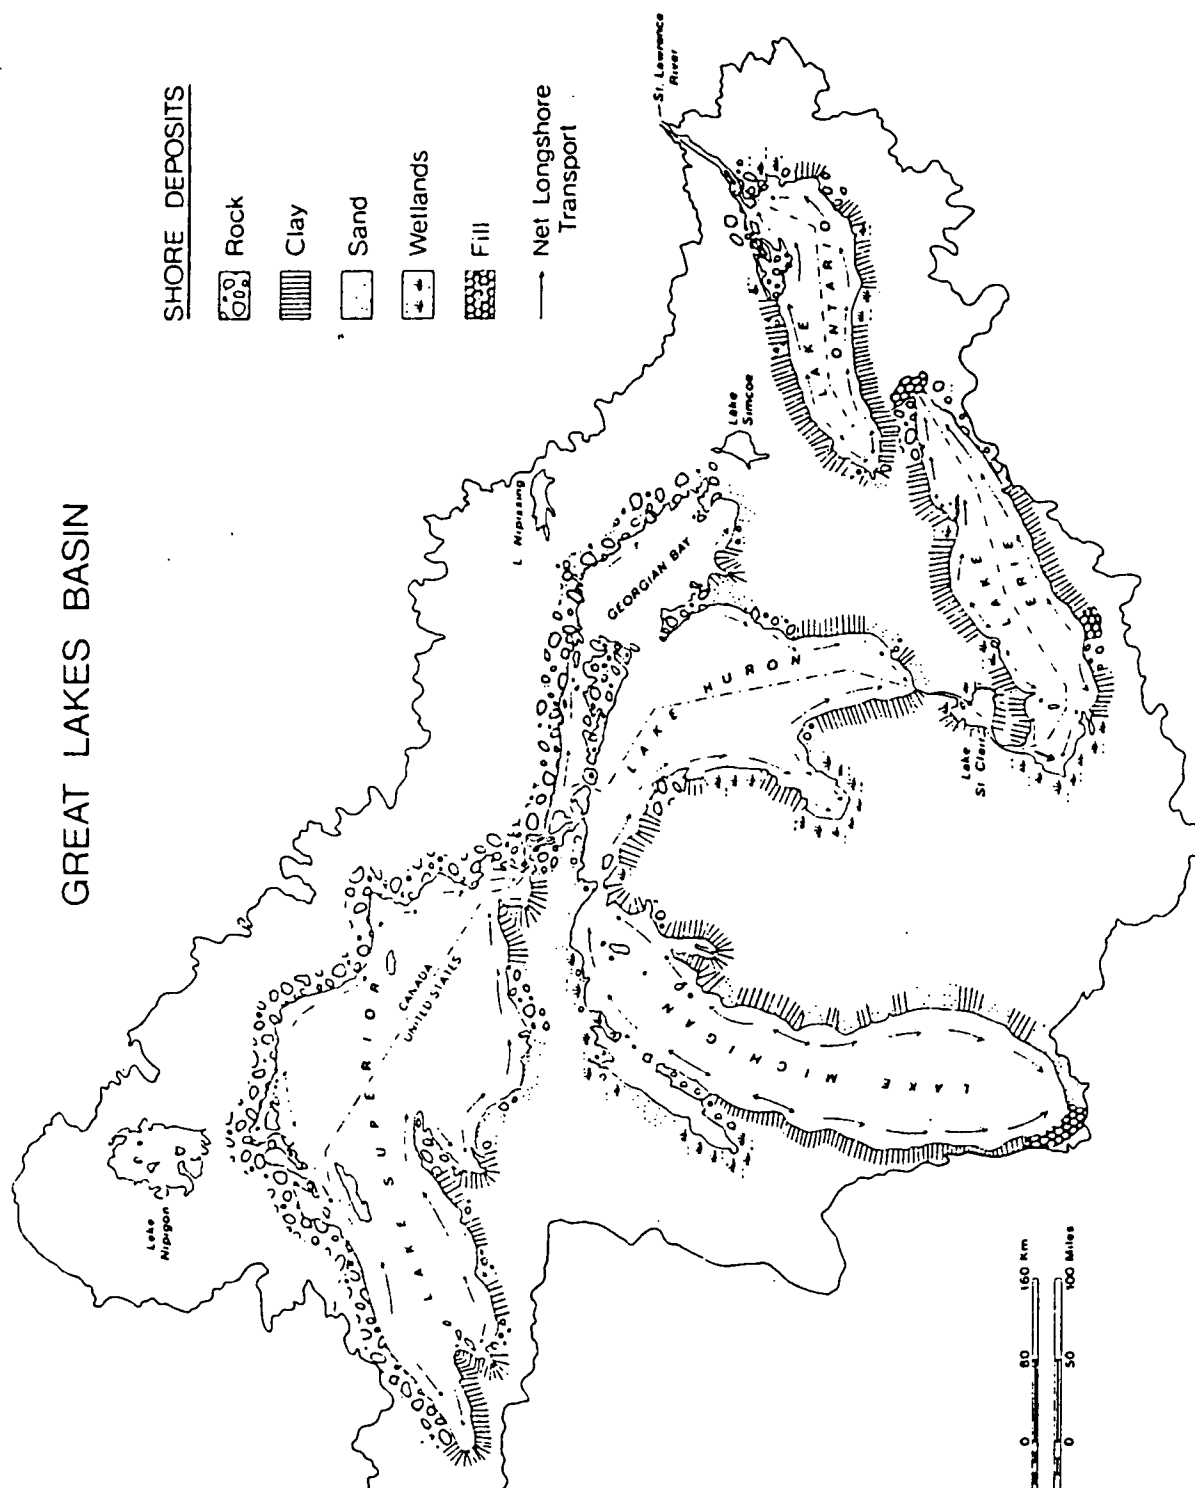 GREAT LAKES BASIN
SHORE DEPOSITS
Rock
Clay
Sand
Wetlands
Fill
Net Longshore
Transport
Lake
Nipigon
LAKE SUPERIOR
CANADA
UNITED STATES
L Nipissing
GEORGIAN BAY
Lake
Simcoe
St. Lawrence
River
LAKE HURON
LAKE MICHIGAN
Lake
St Clair
LAKE
ERIE
LAKE
ONTARIO
0 80 160 Km
0 50 100 Miles